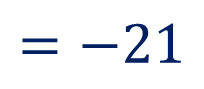 = −21